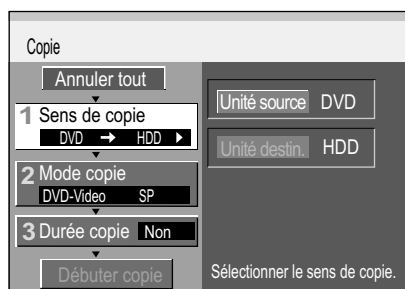 Copie
Annuler tout
1 Sens de copie
DVD → HDD
2 Mode copie
DVD-Video SP
3 Durée copie Non
Débuter copie
Unité source DVD
Unité destin. HDD
Sélectionner le sens de copie.